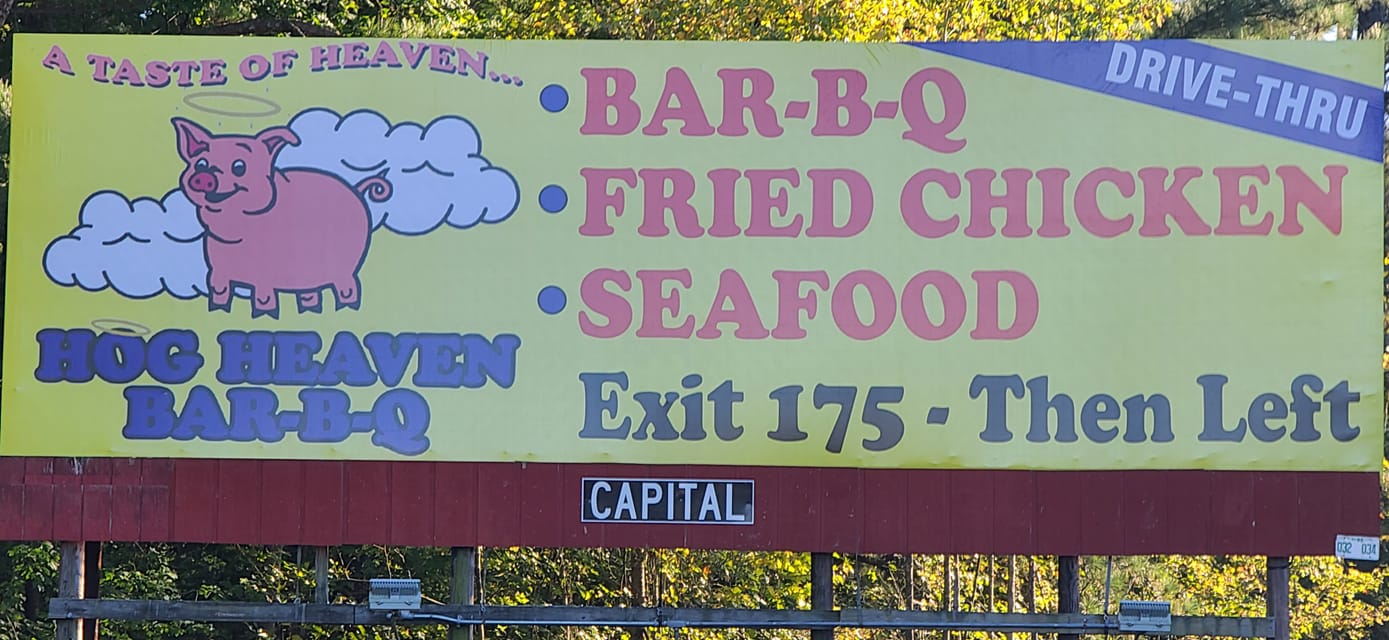 A TASTE OF HEAVEN...
HOG HEAVEN
BAR-B-Q
DRIVE-THRU
• BAR-B-Q
• FRIED CHICKEN
• SEAFOOD
Exit 175 - Then Left
CAPITAL
032 034